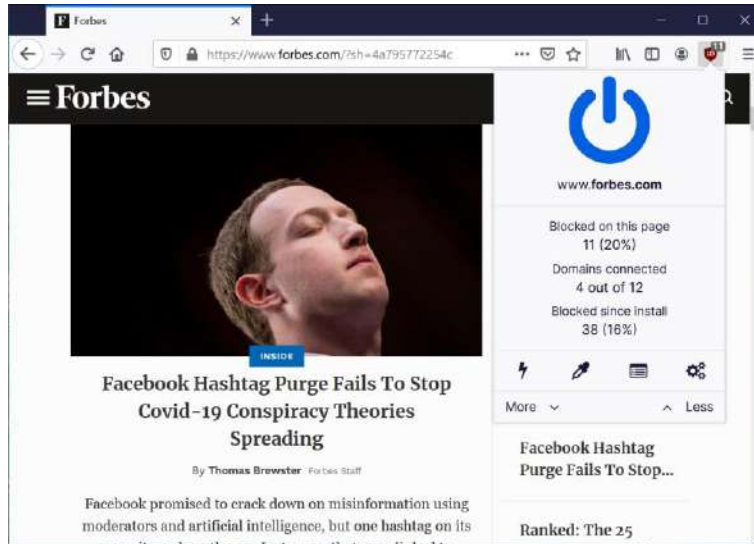 Forbes
https://www.forbes.com/?sh=4a795772254c
11
Forbes
www.forbes.com
Blocked on this page
11 (20%)
Domains connected
4 out of 12
Blocked since install
38 (16%)
More
Less
INSIDE
Facebook Hashtag Purge Fails To Stop
Covid-19 Conspiracy Theories
Spreading
By Thomas Brewster Forbes Staff
Facebook promised to crack down on misinformation using
moderators and artificial intelligence, but one hashtag on its
Facebook Hashtag
Purge Fails To Stop...
Ranked: The 25